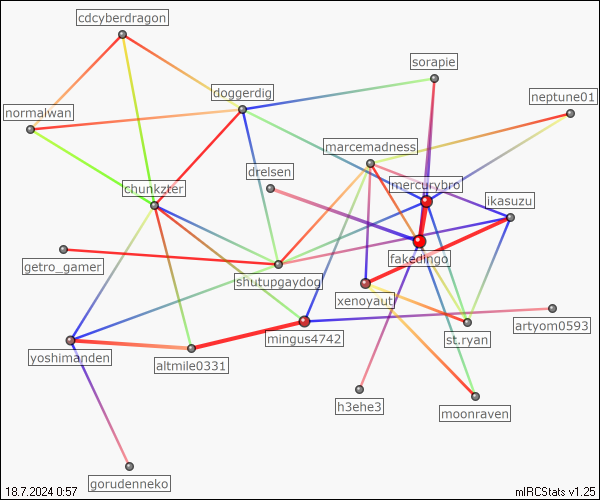 cdcyberdragon
sorapie
doggerdig
neptune01
normalwan
marcemadness
drelsen
mercurybro
chunkzter
ikasuzu
fakedingo
getro_gamer
shutupgaydog
xenoyaut
artyom0593
mingus4742
st.ryan
yoshimanden
altmile0331
h3ehe3
moonraven
gorudenneko
18.7.2024 0:57
mIRCStats v1.25